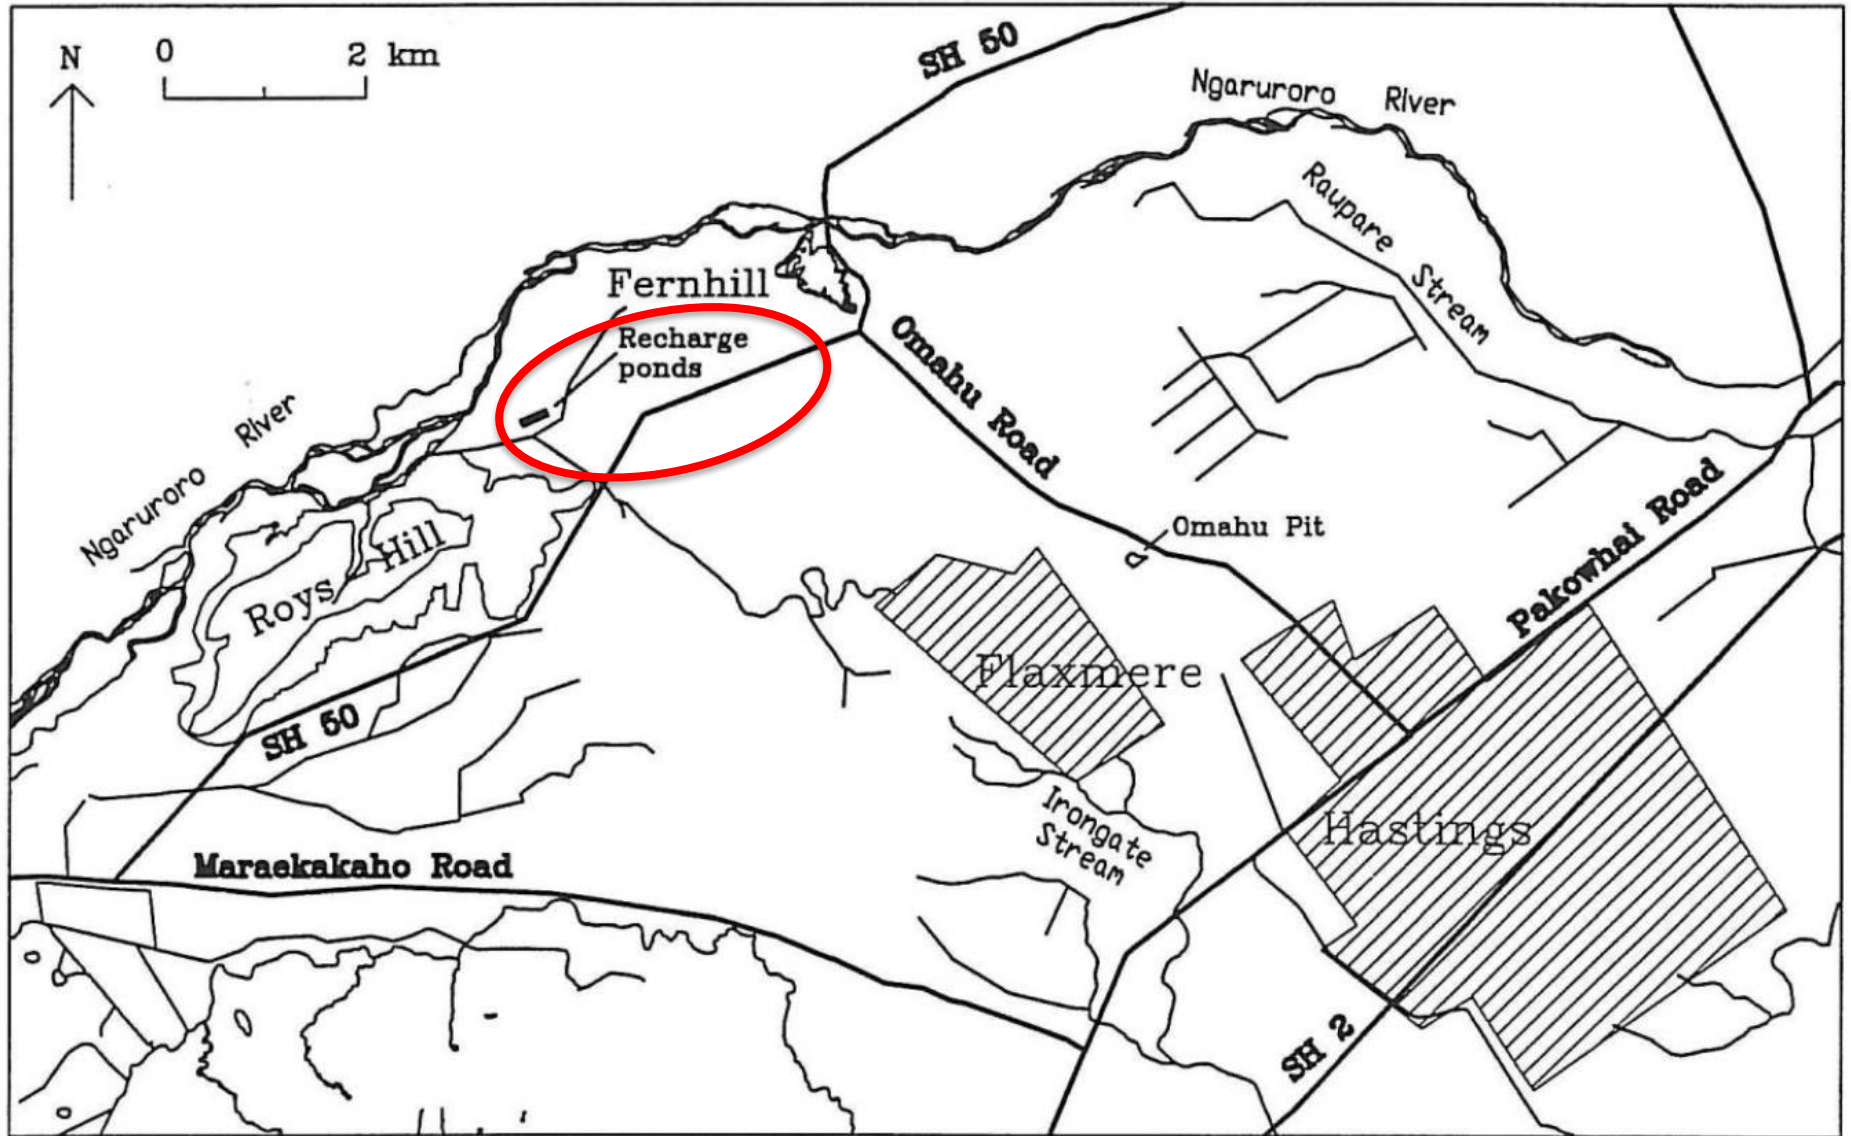 SH 50
N
0 2 km
Ngaruroro River
Raupare Stream
Fernhill
Recharge
ponds
Omahu Road
Ngaruroro River
Omahu Pit
Pakowhai Road
Roys Hill
Flaxmere
SH 50
Irongate
Stream
Hastings
Maraekakaho Road
SH 2